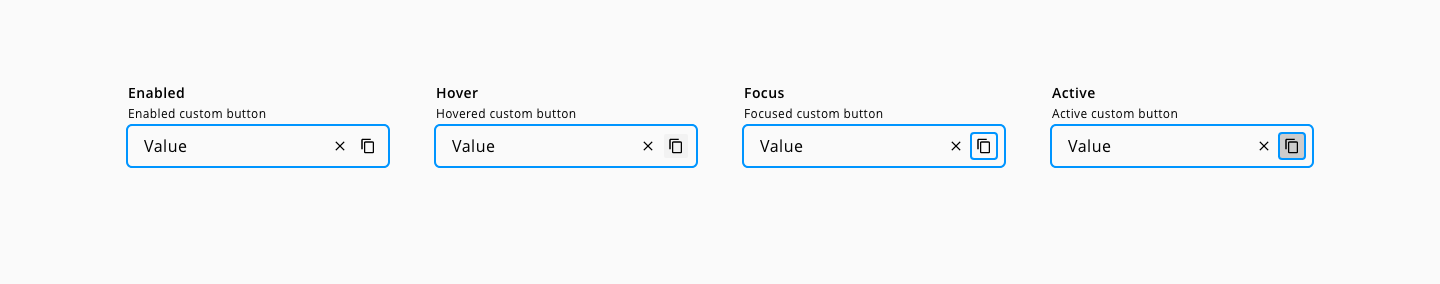 Enabled
Enabled custom button
Value
Hover
Hovered custom button
Value
Focus
Focused custom button
Value
Active
Active custom button
Value